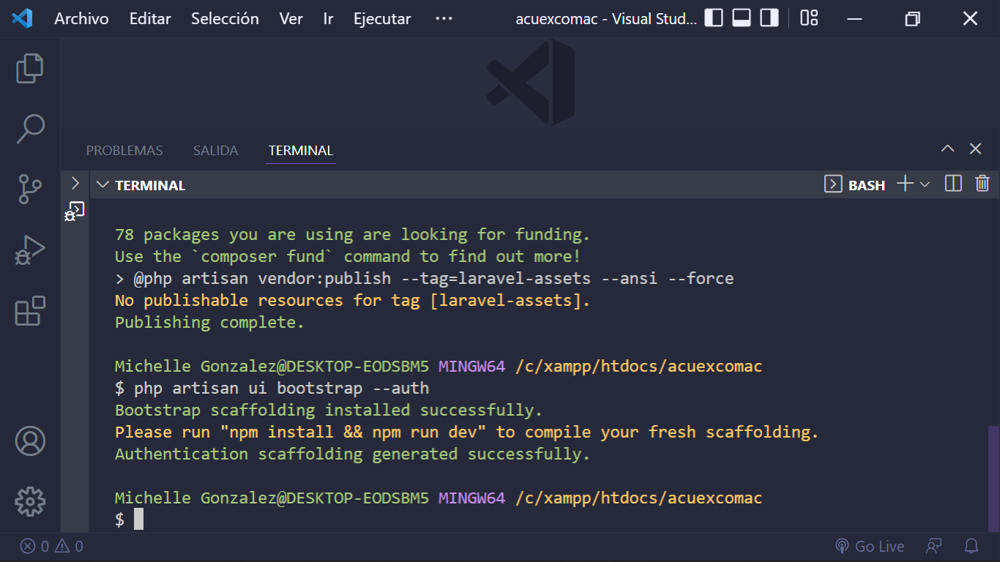 Archivo Editar Selección Ver Ir Ejecutar ··· acuexcomac - Visual Stud...
PROBLEMAS SALIDA TERMINAL
TERMINAL BASH
78 packages you are using are looking for funding.
Use the `composer fund` command to find out more!
> @php artisan vendor:publish --tag=laravel-assets --ansi --force
No publishable resources for tag [laravel-assets].
Publishing complete.
Michelle Gonzalez@DESKTOP-EODSBM5 MINGW64 /c/xampp/htdocs/acuexcomac
$ php artisan ui bootstrap --auth
Bootstrap scaffolding installed successfully.
Please run "npm install && npm run dev" to compile your fresh scaffolding.
Authentication scaffolding generated successfully.
Michelle Gonzalez@DESKTOP-EODSBM5 MINGW64 /c/xampp/htdocs/acuexcomac
$
0 0 Go Live